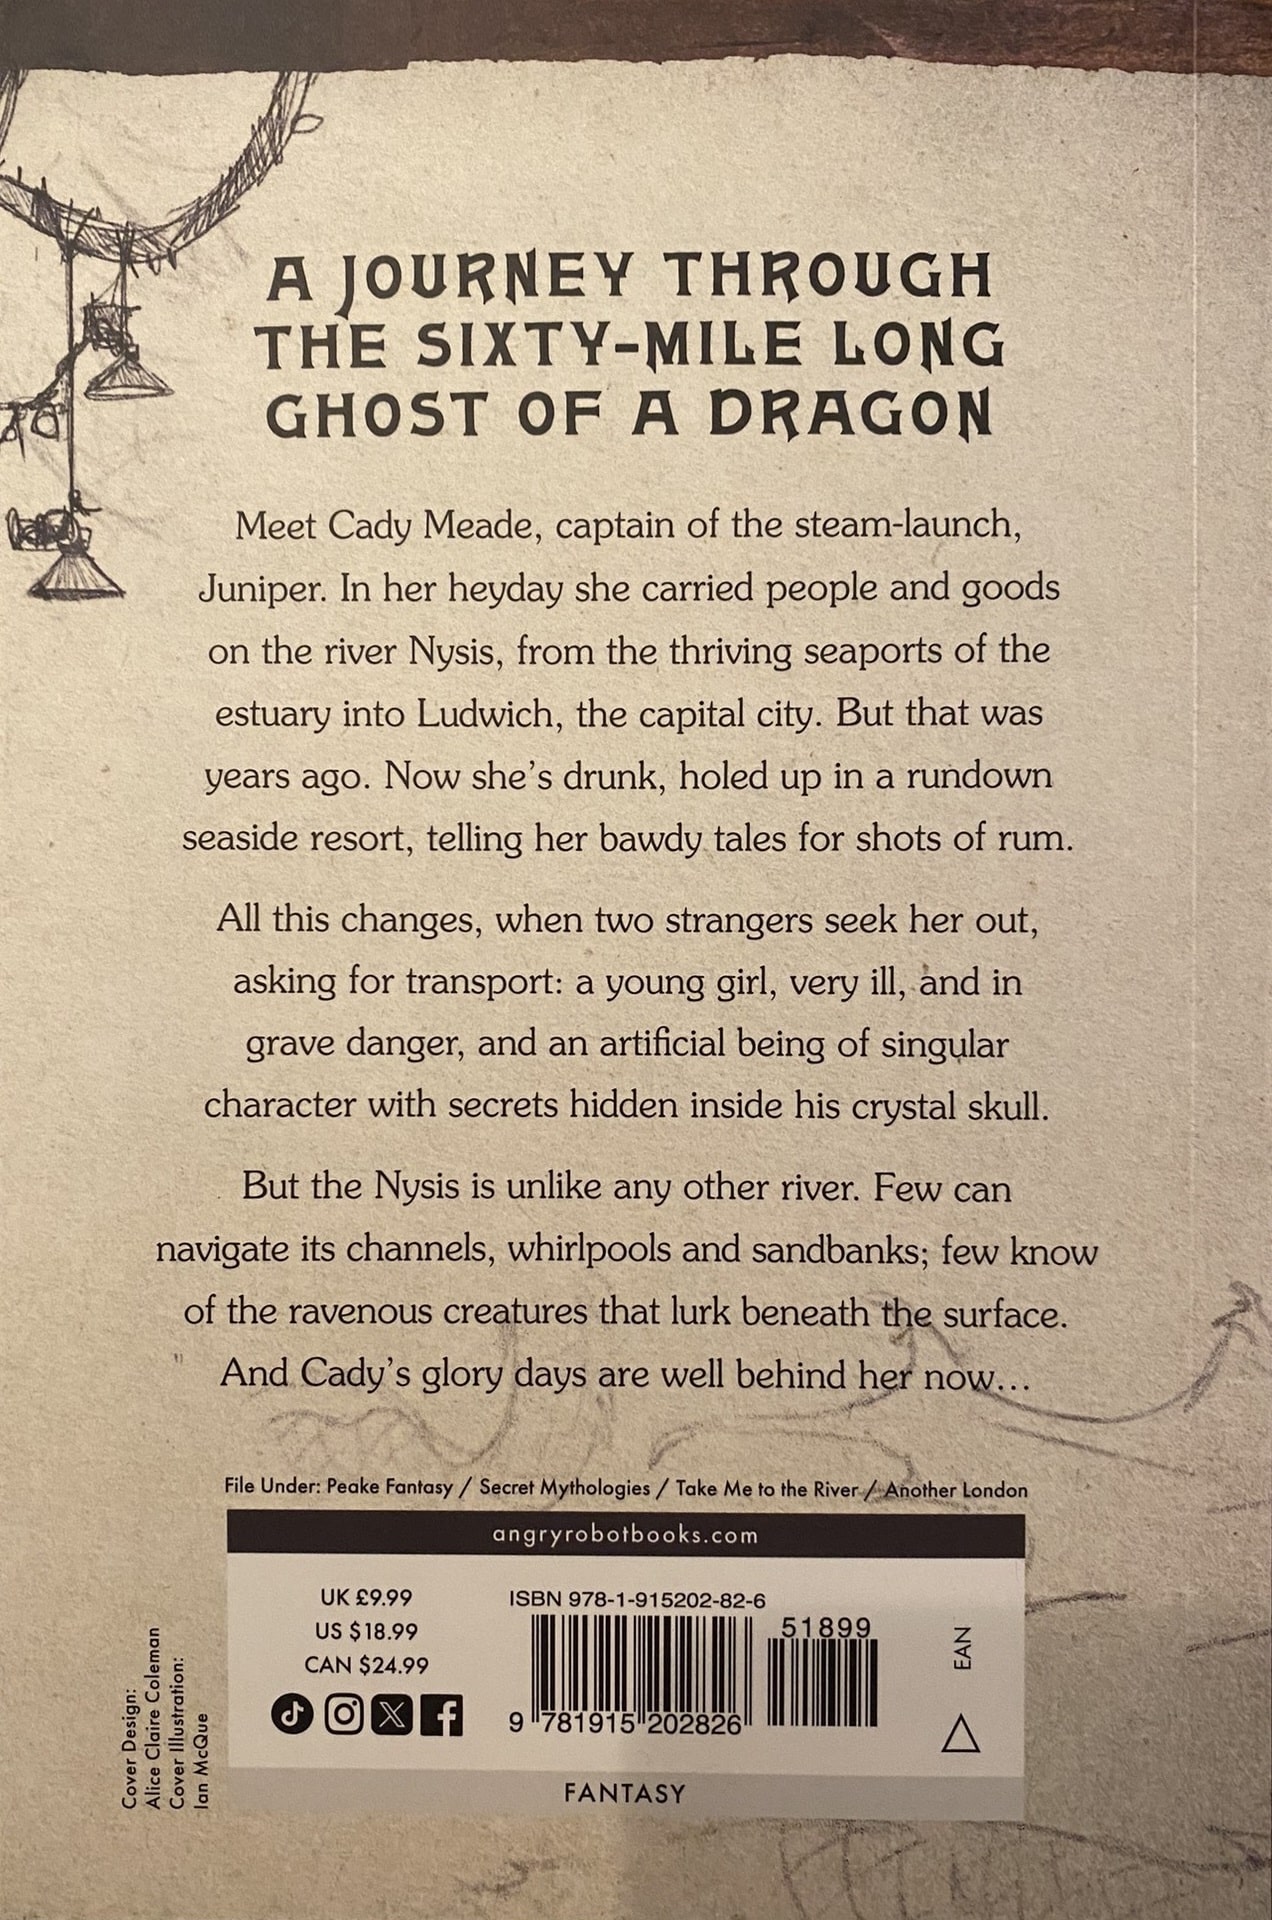 A JOURNEY THROUGH
THE SIXTY-MILE LONG
GHOST OF A DRAGON
Meet Cady Meade, captain of the steam-launch,
Juniper. In her heyday she carried people and goods
on the river Nysis, from the thriving seaports of the
estuary into Ludwich, the capital city. But that was
years ago. Now she’s drunk, holed up in a rundown
seaside resort, telling her bawdy tales for shots of rum.
All this changes, when two strangers seek her out,
asking for transport: a young girl, very ill, and in
grave danger, and an artificial being of singular
character with secrets hidden inside his crystal skull.
But the Nysis is unlike any other river. Few can
navigate its channels, whirlpools and sandbanks; few know
of the ravenous creatures that lurk beneath the surface.
And Cady’s glory days are well behind her now…
File Under: Peake Fantasy / Secret Mythologies / Take Me to the River / Another London
angryrobotbooks.com
UK £9.99
US $18.99
CAN $24.99
ISBN 978-1-915202-82-6
51899
9 781915 202826
EAN
FANTASY
Cover Design:
Alice Claire Coleman
Cover Illustration:
Ian McQue